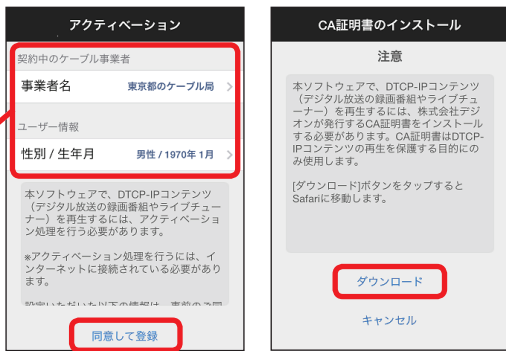 アクティベーション
契約中のケーブル事業者
事業者名 東京都のケーブル局 >
ユーザー情報
性別 / 生年月 男性 / 1970年 1月 >
本ソフトウェアで、DTCP-IPコンテンツ
（デジタル放送の録画番組やライブチュー
ナー）を再生するには、アクティベーショ
ン処理を行う必要があります。
※アクティベーション処理を行うには、イ
ンターネットに接続されている必要があり
ます。
同意して登録
CA証明書のインストール
注意
本ソフトウェアで、DTCP-IPコンテンツ
（デジタル放送の録画番組やライブチュ
ーナー）を再生するには、株式会社デジ
オンが発行するCA証明書をインストール
する必要があります。CA証明書はDTCP-
IPコンテンツの再生を保護する目的にの
み使用します。
[ダウンロード]ボタンをタップすると
Safariに移動します。
ダウンロード
キャンセル